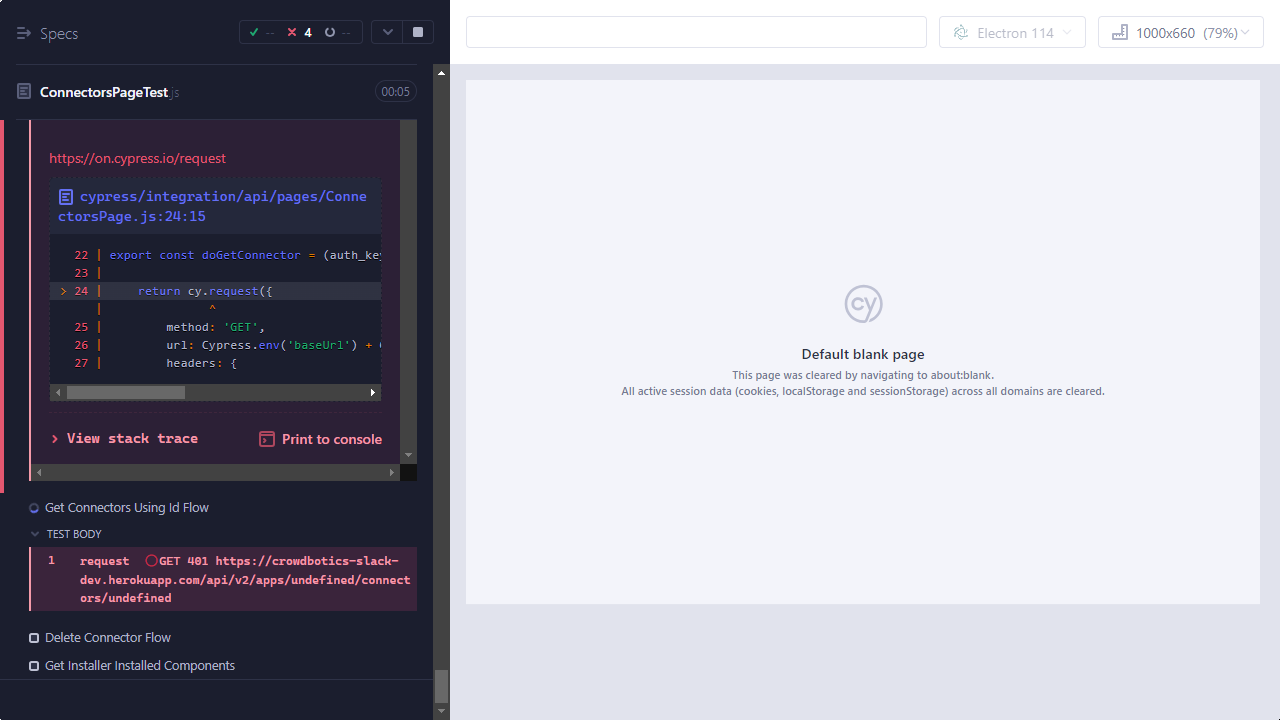 Specs
--
4
--
Electron 114
1000x660 (79%)
ConnectorsPageTest.js
00:05
https://on.cypress.io/request
cypress/integration/api/pages/Conne
ctorsPage.js:24:15
22 | export const doGetConnector = (auth_key
23 |
> 24 | return cy.request({
| ^
25 | method: 'GET',
26 | url: Cypress.env('baseUrl') +
27 | headers: {
> View stack trace
Print to console
Get Connectors Using Id Flow
TEST BODY
1 request GET 401 https://crowdbotics-slack-
dev.herokuapp.com/api/v2/apps/undefined/connect
ors/undefined
Delete Connector Flow
Get Installer Installed Components
cy
Default blank page
This page was cleared by navigating to about:blank.
All active session data (cookies, localStorage and sessionStorage) across all domains are cleared.